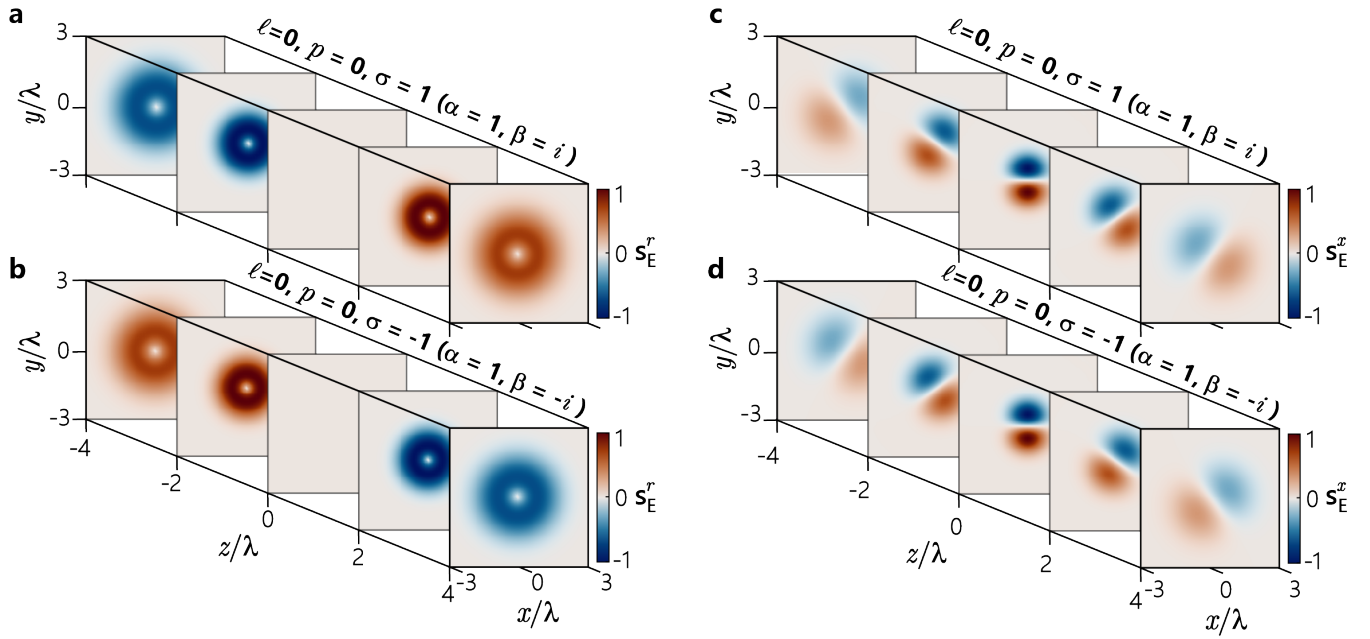 a
ℓ=0, p = 0, σ = 1 (α = 1, β = i )
3
0
-3
y/λ
1
0
-1
S_E^r
b
ℓ=0, p = 0, σ = -1 (α = 1, β = -i )
3
0
-3
y/λ
-4
-2
0
2
4
z/λ
-3
0
3
x/λ
1
0
-1
S_E^r
c
ℓ=0, p = 0, σ = 1 (α = 1, β = i )
3
0
-3
y/λ
1
0
-1
S_E^x
d
ℓ=0, p = 0, σ = -1 (α = 1, β = -i )
3
0
-3
y/λ
-4
-2
0
2
4
z/λ
-3
0
3
x/λ
1
0
-1
S_E^x